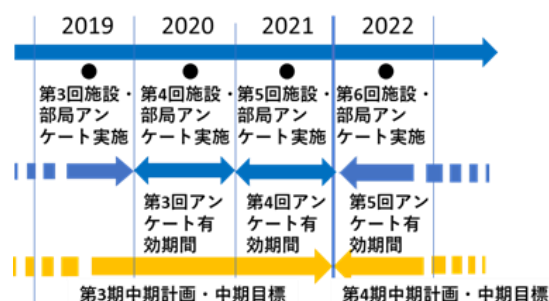 2019 2020 2021 2022
第3回施設・ 第4回施設・ 第5回施設・ 第6回施設・
部局アン 部局アン 部局アン 部局アン
ケート実施 ケート実施 ケート実施 ケート実施
第3回アン 第4回アン 第5回アン
ケート有 ケート有 ケート有
効期間 効期間 効期間
第3期中期計画・中期目標 第4期中期計画・中期目標